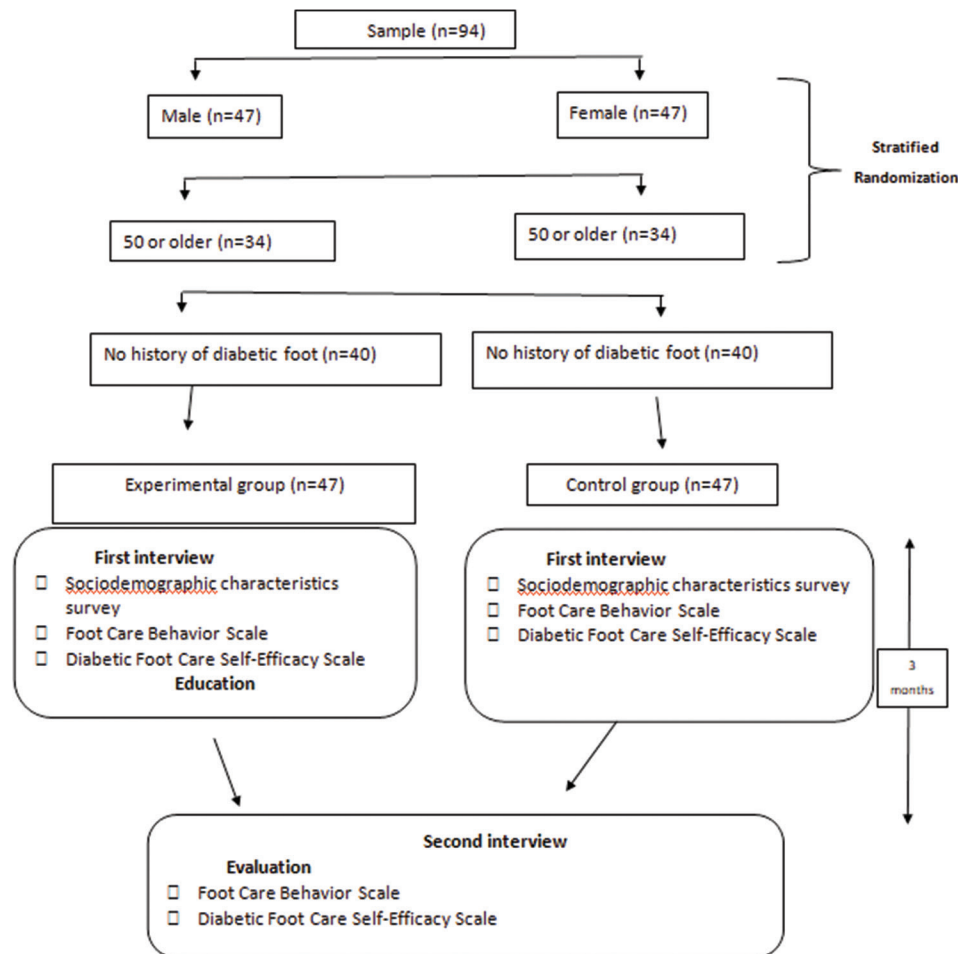 Sample (n=94)
Male (n=47)
Female (n=47)
Stratified
Randomization
50 or older (n=34)
50 or older (n=34)
No history of diabetic foot (n=40)
No history of diabetic foot (n=40)
Experimental group (n=47)
Control group (n=47)
First interview
Sociodemographic characteristics
survey
Foot Care Behavior Scale
Diabetic Foot Care Self-Efficacy Scale
Education
First interview
Sociodemographic characteristics survey
Foot Care Behavior Scale
Diabetic Foot Care Self-Efficacy Scale
3
months
Second interview
Evaluation
Foot Care Behavior Scale
Diabetic Foot Care Self-Efficacy Scale